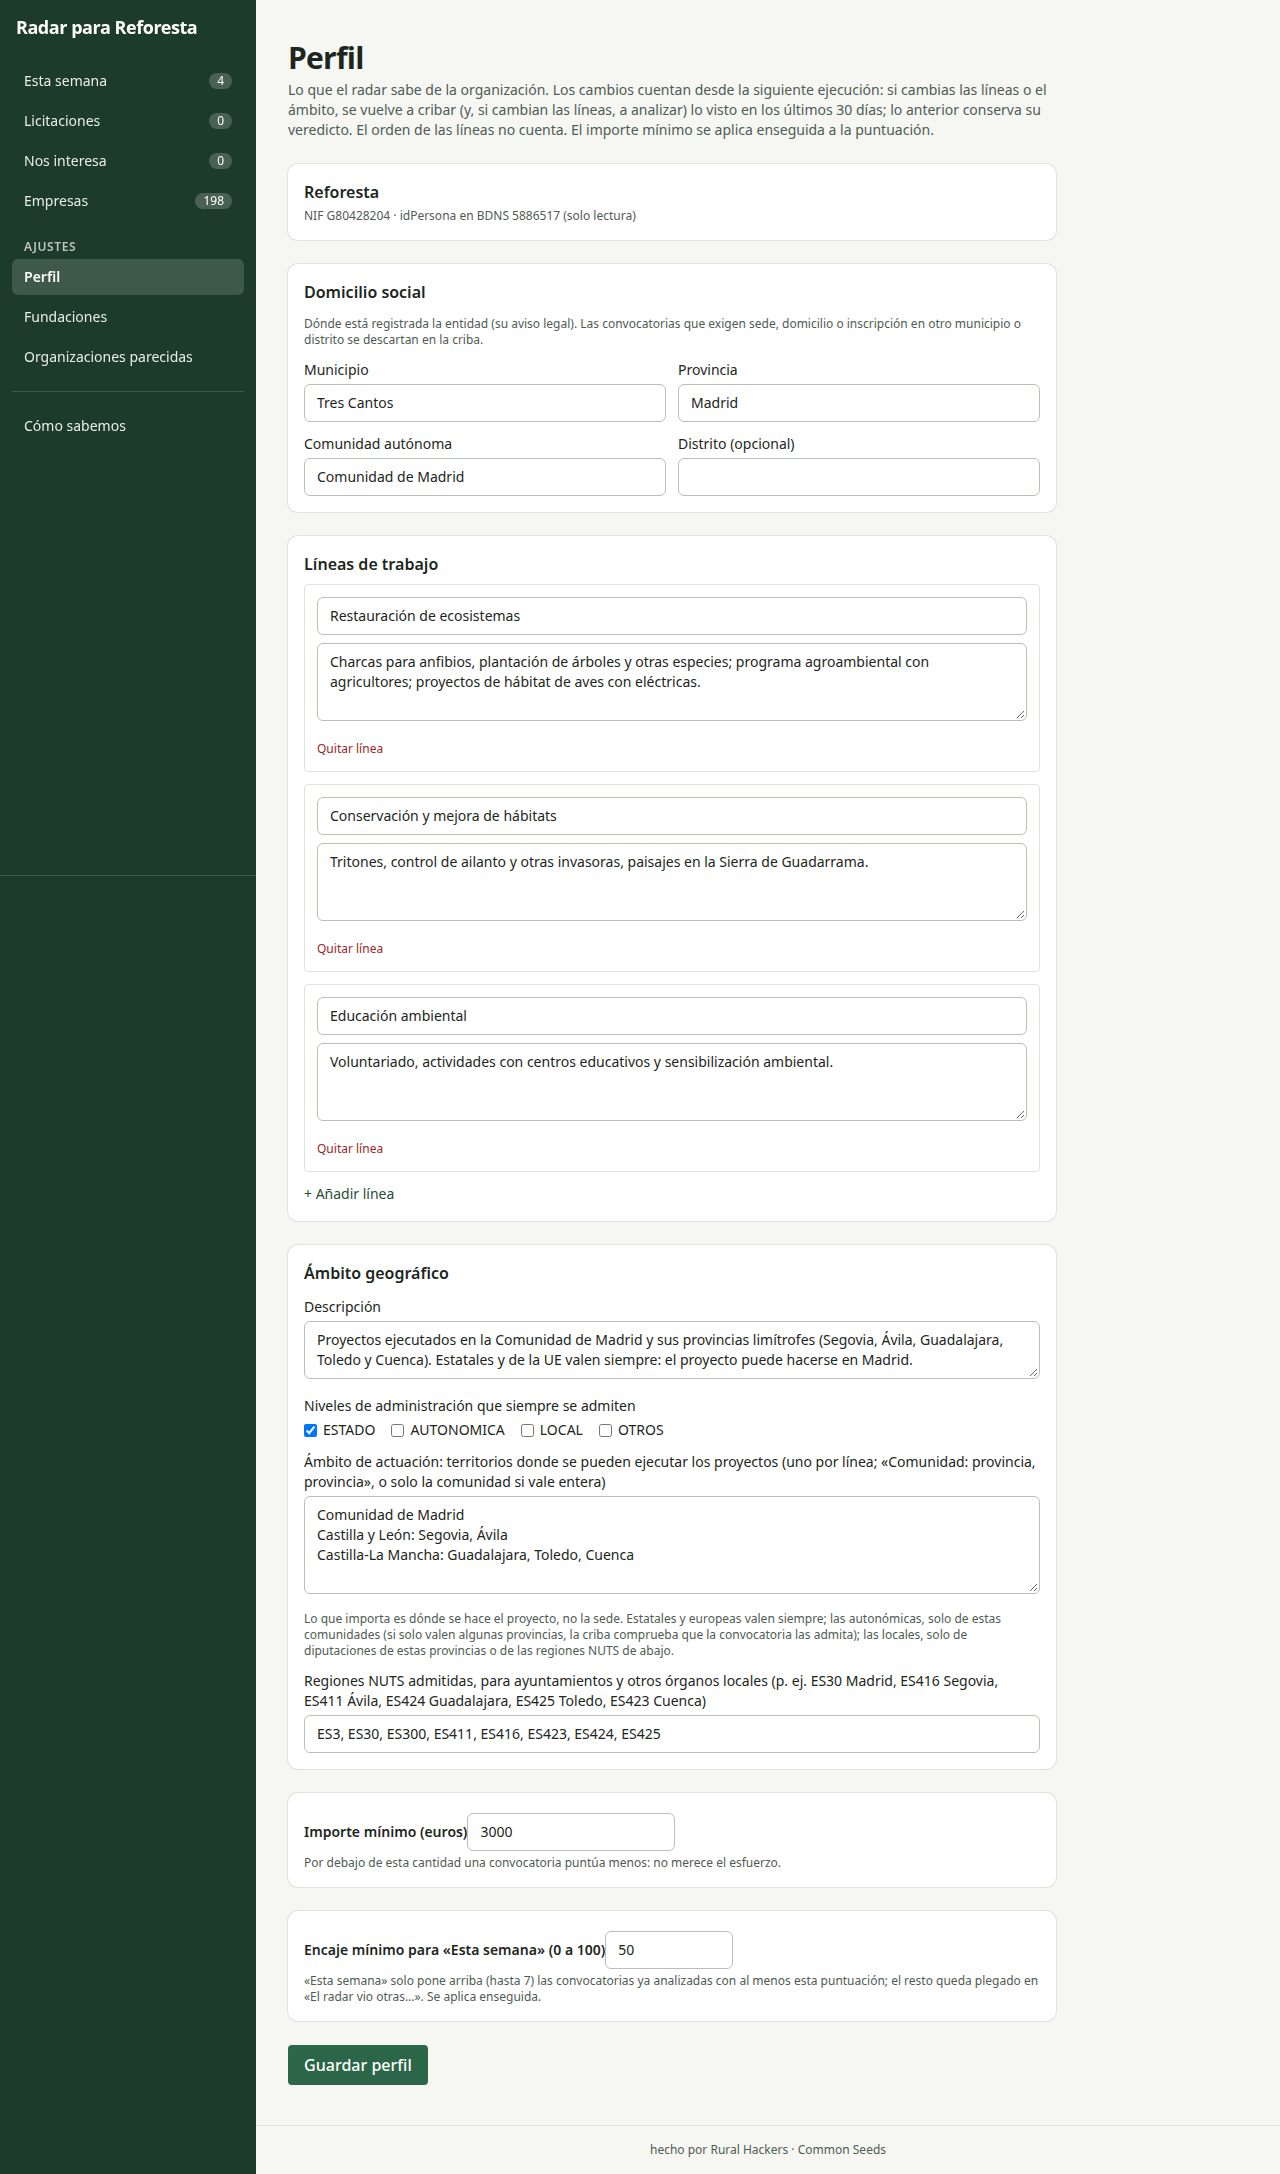 Radar para Reforesta
Esta semana 4
Licitaciones 0
Nos interesa 0
Empresas 198
AJUSTES
Perfil
Fundaciones
Organizaciones parecidas
Cómo sabemos
Perfil
Lo que el radar sabe de la organización. Los cambios cuentan desde la siguiente ejecución: si cambias las líneas o el
ámbito, se vuelve a cribar (y, si cambian las líneas, a analizar) lo visto en los últimos 30 días; lo anterior conserva su
veredicto. El orden de las líneas no cuenta. El importe mínimo se aplica enseguida a la puntuación.
Reforesta
NIF G80428204 · idPersona en BDNS 5886517 (solo lectura)
Domicilio social
Dónde está registrada la entidad (su aviso legal). Las convocatorias que exigen sede, domicilio o inscripción en otro municipio o
distrito se descartan en la criba.
Municipio Provincia
Tres Cantos Madrid
Comunidad autónoma Distrito (opcional)
Comunidad de Madrid
Líneas de trabajo
Restauración de ecosistemas
Charcas para anfibios, plantación de árboles y otras especies; programa agroambiental con
agricultores; proyectos de hábitat de aves con eléctricas.
Quitar línea
Conservación y mejora de hábitats
Tritones, control de ailanto y otras invasoras, paisajes en la Sierra de Guadarrama.
Quitar línea
Educación ambiental
Voluntariado, actividades con centros educativos y sensibilización ambiental.
Quitar línea
+ Añadir línea
Ámbito geográfico
Descripción
Proyectos ejecutados en la Comunidad de Madrid y sus provincias limítrofes (Segovia, Ávila, Guadalajara,
Toledo y Cuenca). Estatales y de la UE valen siempre: el proyecto puede hacerse en Madrid.
Niveles de administración que siempre se admiten
ESTADO AUTONOMICA LOCAL OTROS
Ámbito de actuación: territorios donde se pueden ejecutar los proyectos (uno por línea; «Comunidad: provincia,
provincia», o solo la comunidad si vale entera)
Comunidad de Madrid
Castilla y León: Segovia, Ávila
Castilla-La Mancha: Guadalajara, Toledo, Cuenca
Lo que importa es dónde se hace el proyecto, no la sede. Estatales y europeas valen siempre; las autonómicas, solo de estas
comunidades (si solo valen algunas provincias, la criba comprueba que la convocatoria las admita); las locales, solo de
diputaciones de estas provincias o de las regiones NUTS de abajo.
Regiones NUTS admitidas, para ayuntamientos y otros órganos locales (p. ej. ES30 Madrid, ES416 Segovia,
ES411 Ávila, ES424 Guadalajara, ES425 Toledo, ES423 Cuenca)
ES3, ES30, ES300, ES411, ES416, ES423, ES424, ES425
Importe mínimo (euros) 3000
Por debajo de esta cantidad una convocatoria puntúa menos: no merece el esfuerzo.
Encaje mínimo para «Esta semana» (0 a 100) 50
«Esta semana» solo pone arriba (hasta 7) las convocatorias ya analizadas con al menos esta puntuación; el resto queda plegado en
«El radar vio otras…». Se aplica enseguida.
Guardar perfil
hecho por Rural Hackers · Common Seeds